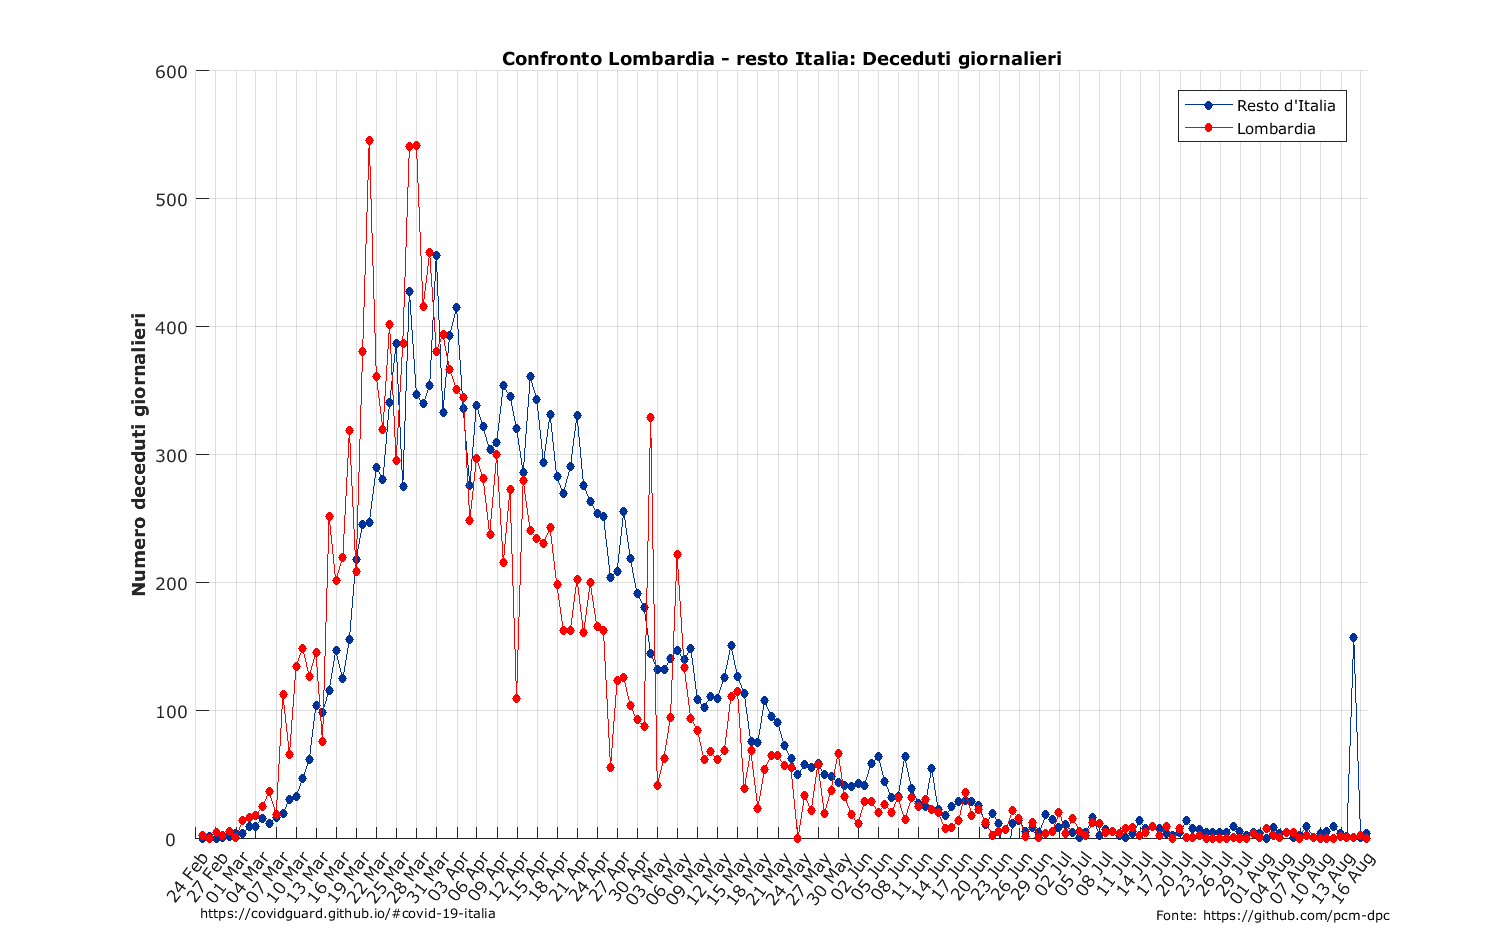 Confronto Lombardia - resto Italia: Deceduti giornalieri
600
500
400
300
200
100
0
Numero deceduti giornalieri
Resto d'Italia
Lombardia
24 Feb
27 Feb
01 Mar
04 Mar
07 Mar
10 Mar
13 Mar
16 Mar
19 Mar
22 Mar
25 Mar
28 Mar
31 Mar
03 Apr
06 Apr
09 Apr
12 Apr
15 Apr
18 Apr
21 Apr
24 Apr
27 Apr
30 Apr
03 May
06 May
09 May
12 May
15 May
18 May
21 May
24 May
27 May
30 May
02 Jun
05 Jun
08 Jun
11 Jun
14 Jun
17 Jun
20 Jun
23 Jun
26 Jun
29 Jun
02 Jul
05 Jul
08 Jul
11 Jul
14 Jul
17 Jul
20 Jul
23 Jul
26 Jul
29 Jul
01 Aug
04 Aug
07 Aug
10 Aug
13 Aug
16 Aug
https://covidguard.github.io/#covid-19-italia
Fonte: https://github.com/pcm-dpc